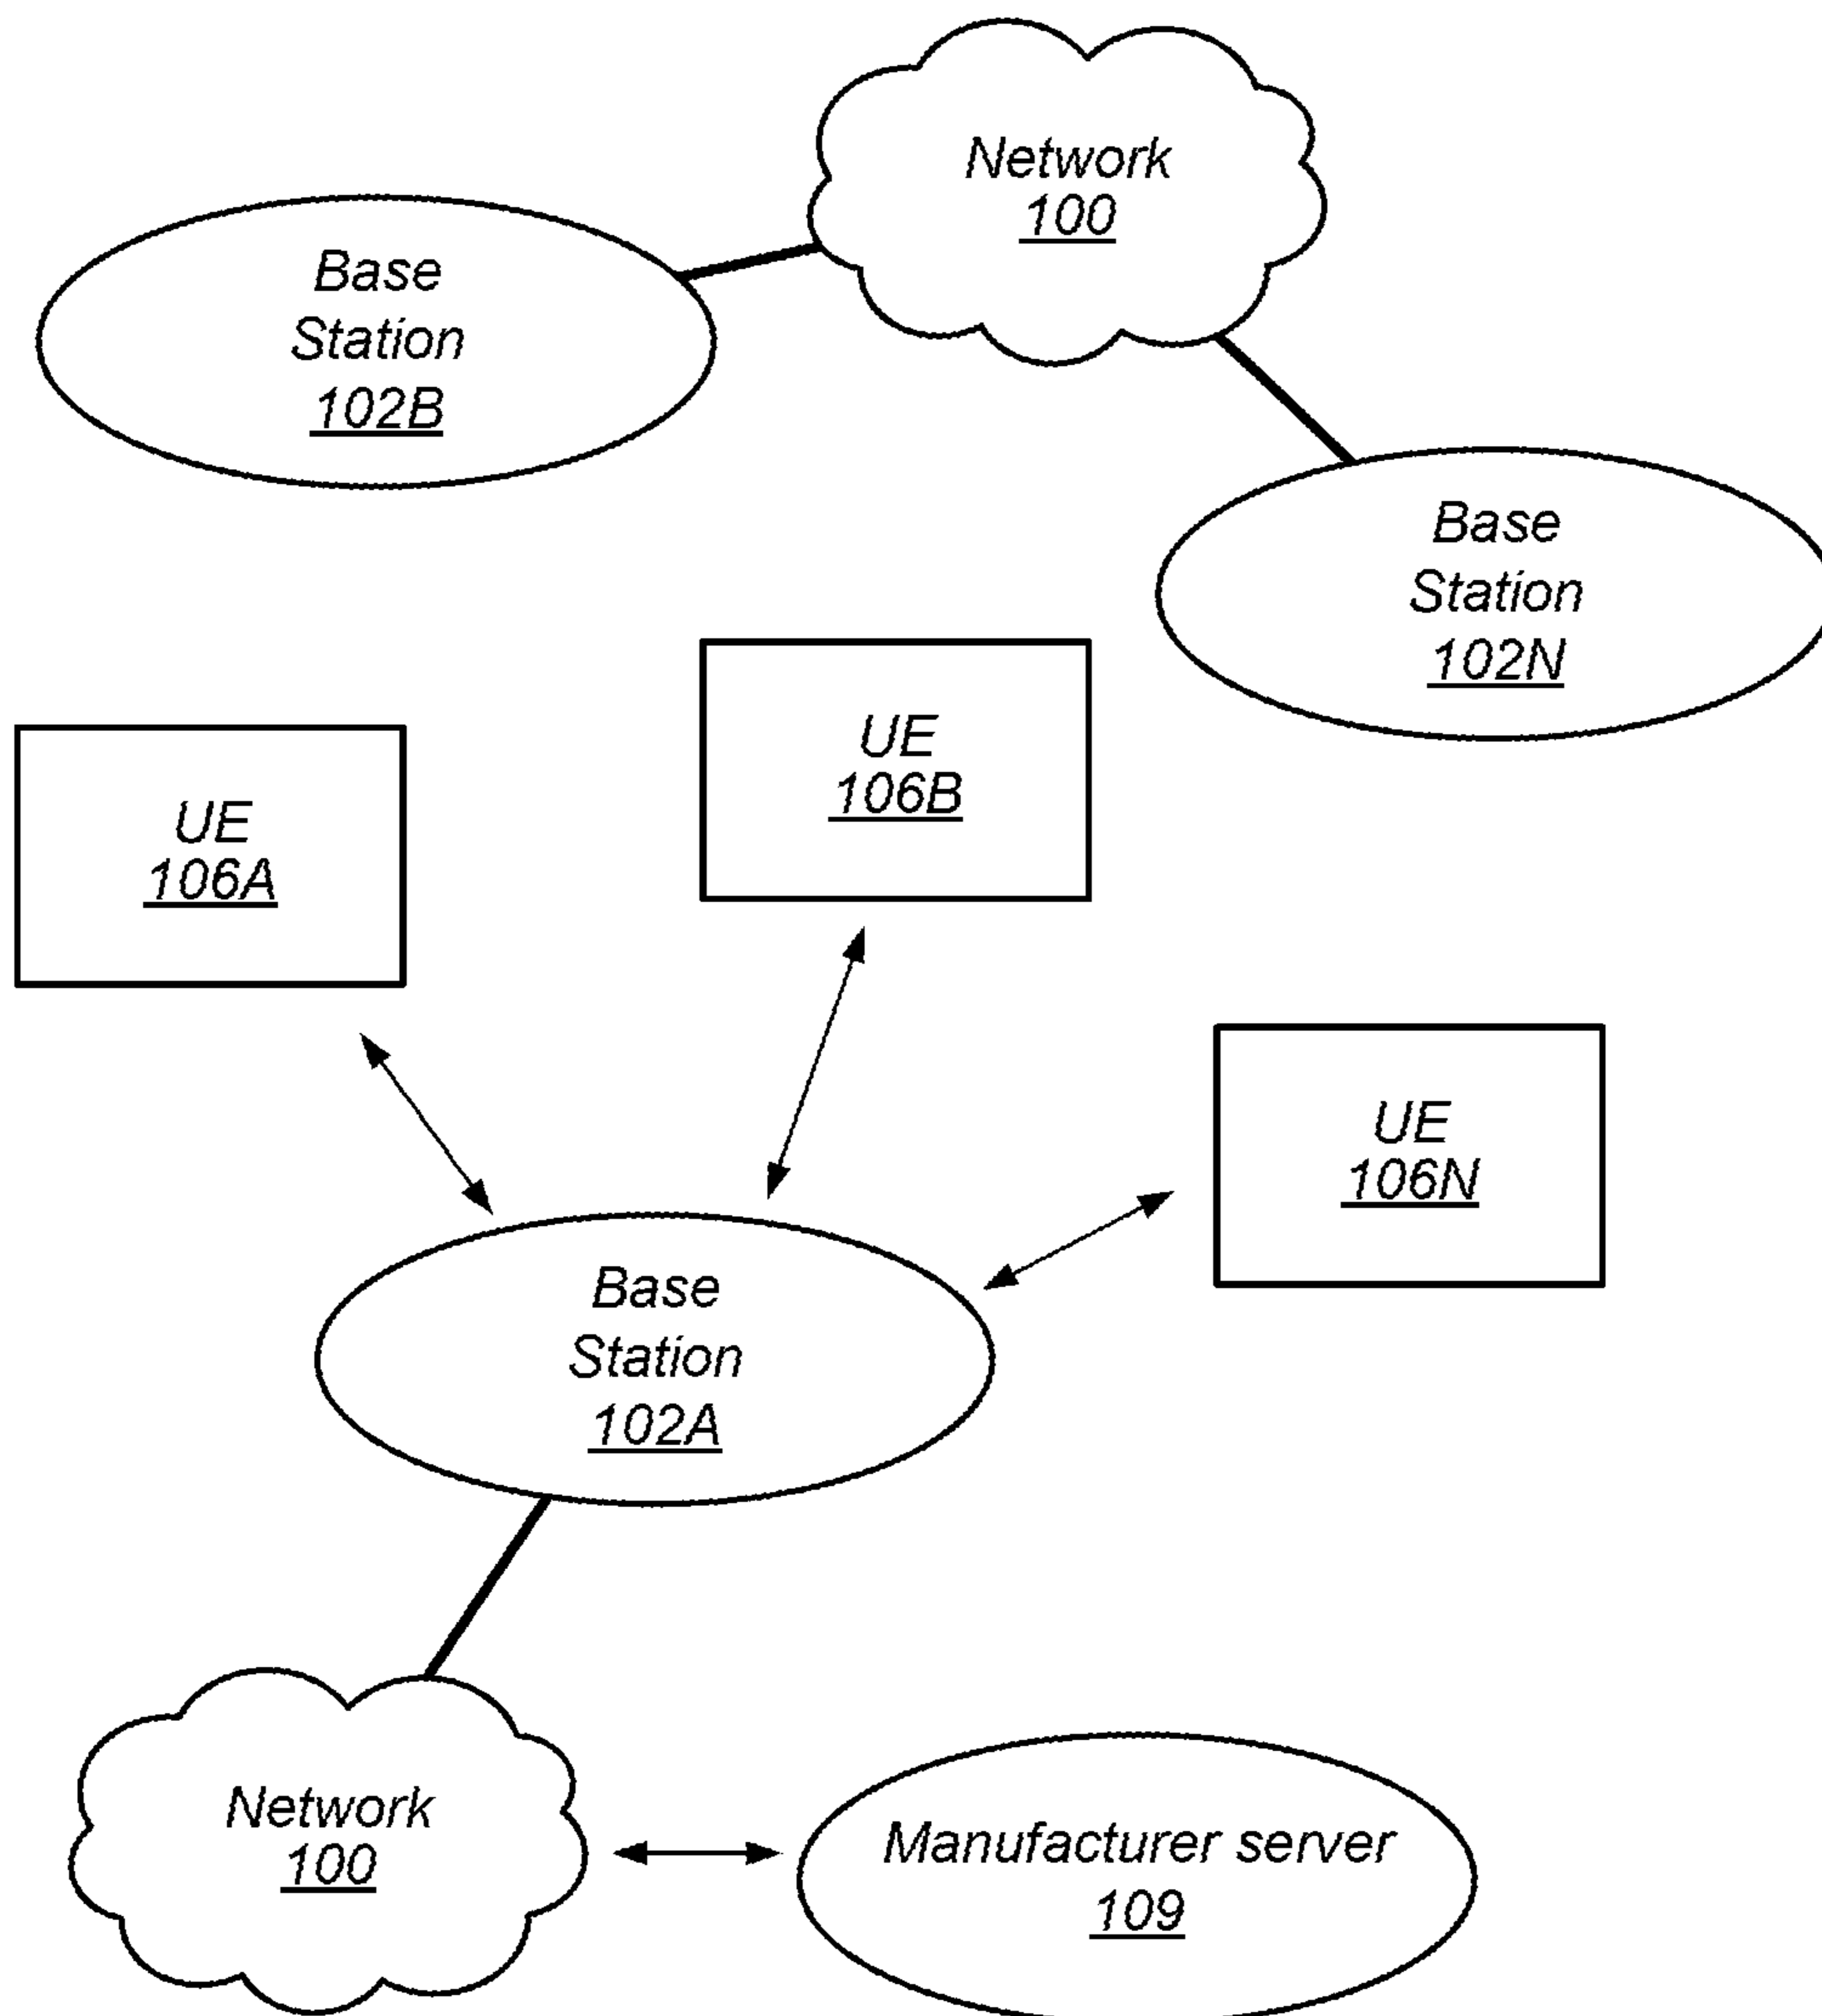 Network
100
Base
Station
102B
Base
Station
102N
UE
106B
UE
106A
UE
106N
Base
Station
102A
Network
100
Manufacturer server
109